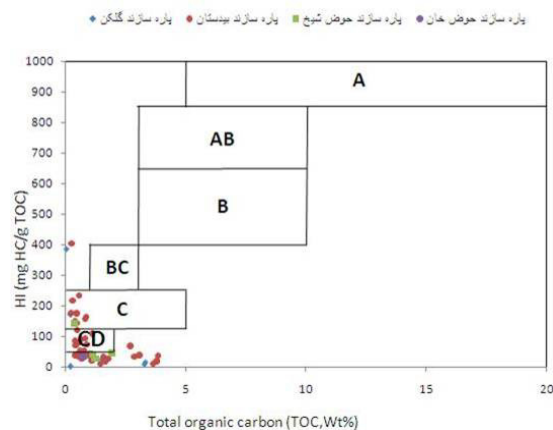 پاره سازند گلکن پاره سازند بیدستان پاره سازند حوض شیخ پاره سازند حوض خان
1000
900
800
700
600
500
400
300
200
100
0
HI (mg HC/g TOC)
A
AB
B
BC
C
CD
0 5 10 15 20
Total organic carbon (TOC,Wt%)